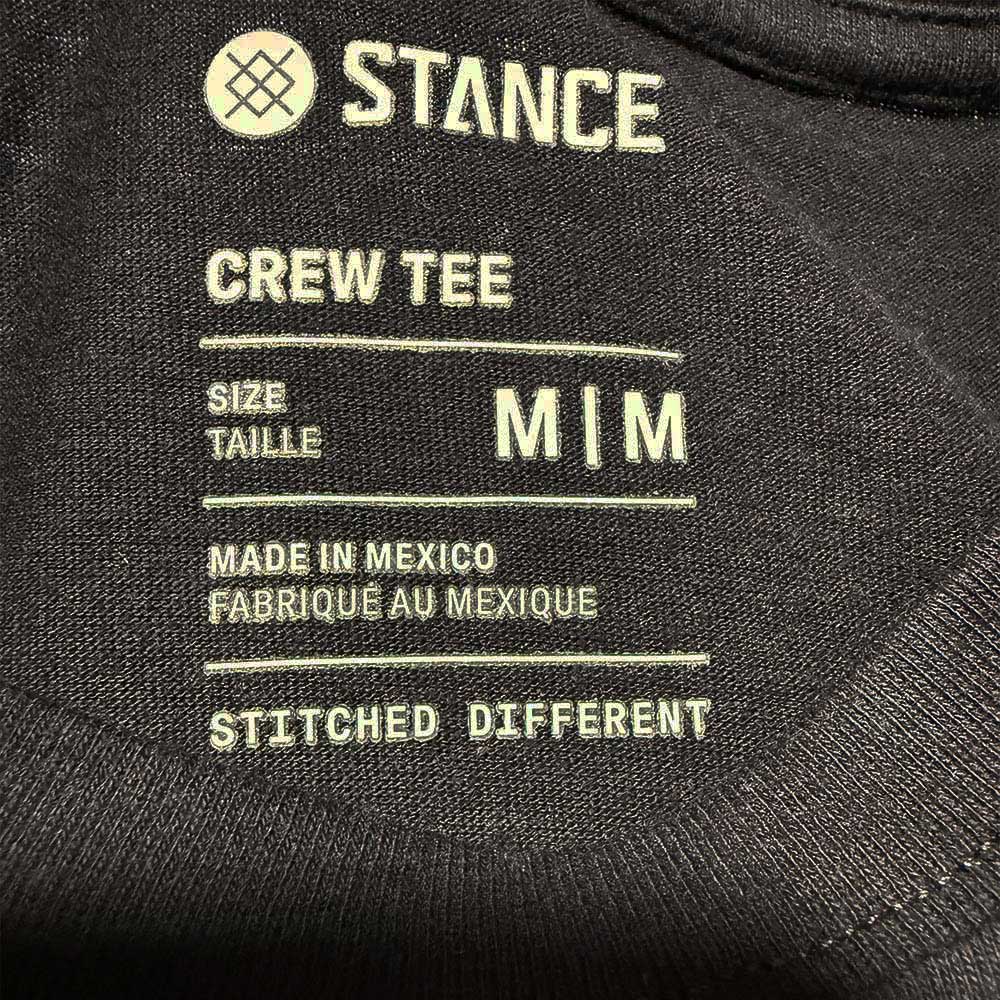 STANCE
CREW TEE
SIZE
TAILLE
M | M
MADE IN MEXICO
FABRIQUÉ AU MEXIQUE
STITCHED DIFFERENT